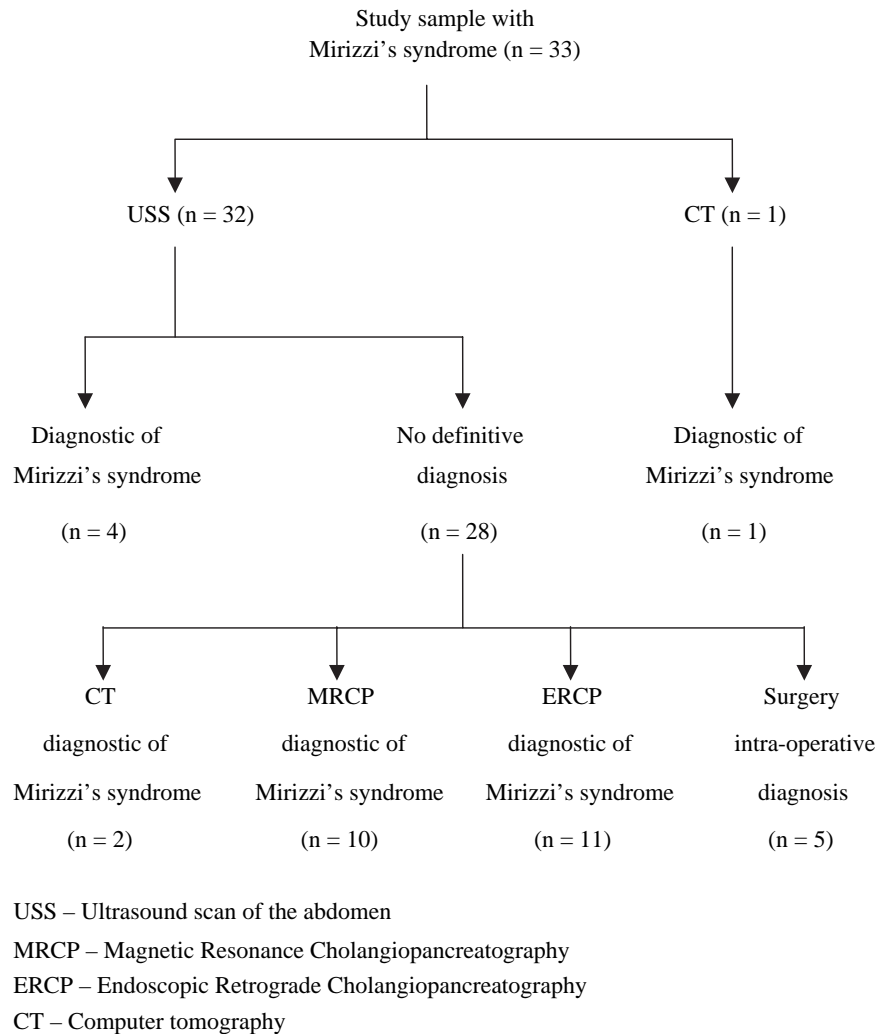 Study sample with
Mirizzi’s syndrome (n = 33)
USS (n = 32)
CT (n = 1)
Diagnostic of
Mirizzi’s syndrome
(n = 4)
No definitive
diagnosis
(n = 28)
Diagnostic of
Mirizzi’s syndrome
(n = 1)
CT
diagnostic of
Mirizzi’s syndrome
(n = 2)
MRCP
diagnostic of
Mirizzi’s syndrome
(n = 10)
ERCP
diagnostic of
Mirizzi’s syndrome
(n = 11)
Surgery
intra-operative
diagnosis
(n = 5)
USS – Ultrasound scan of the abdomen
MRCP – Magnetic Resonance Cholangiopancreatography
ERCP – Endoscopic Retrograde Cholangiopancreatography
CT – Computer tomography